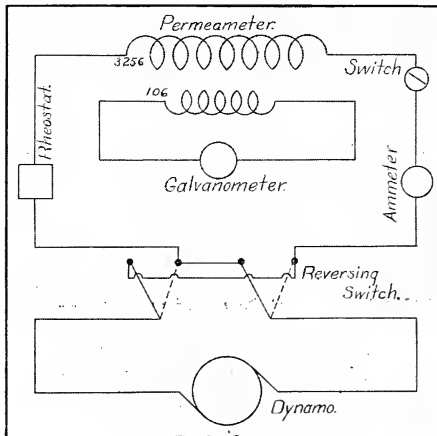 Permeameter.
3256
Switch
106
Rheostat.
Galvanometer.
Ammeter
Reversing
Switch.
Dynamo.